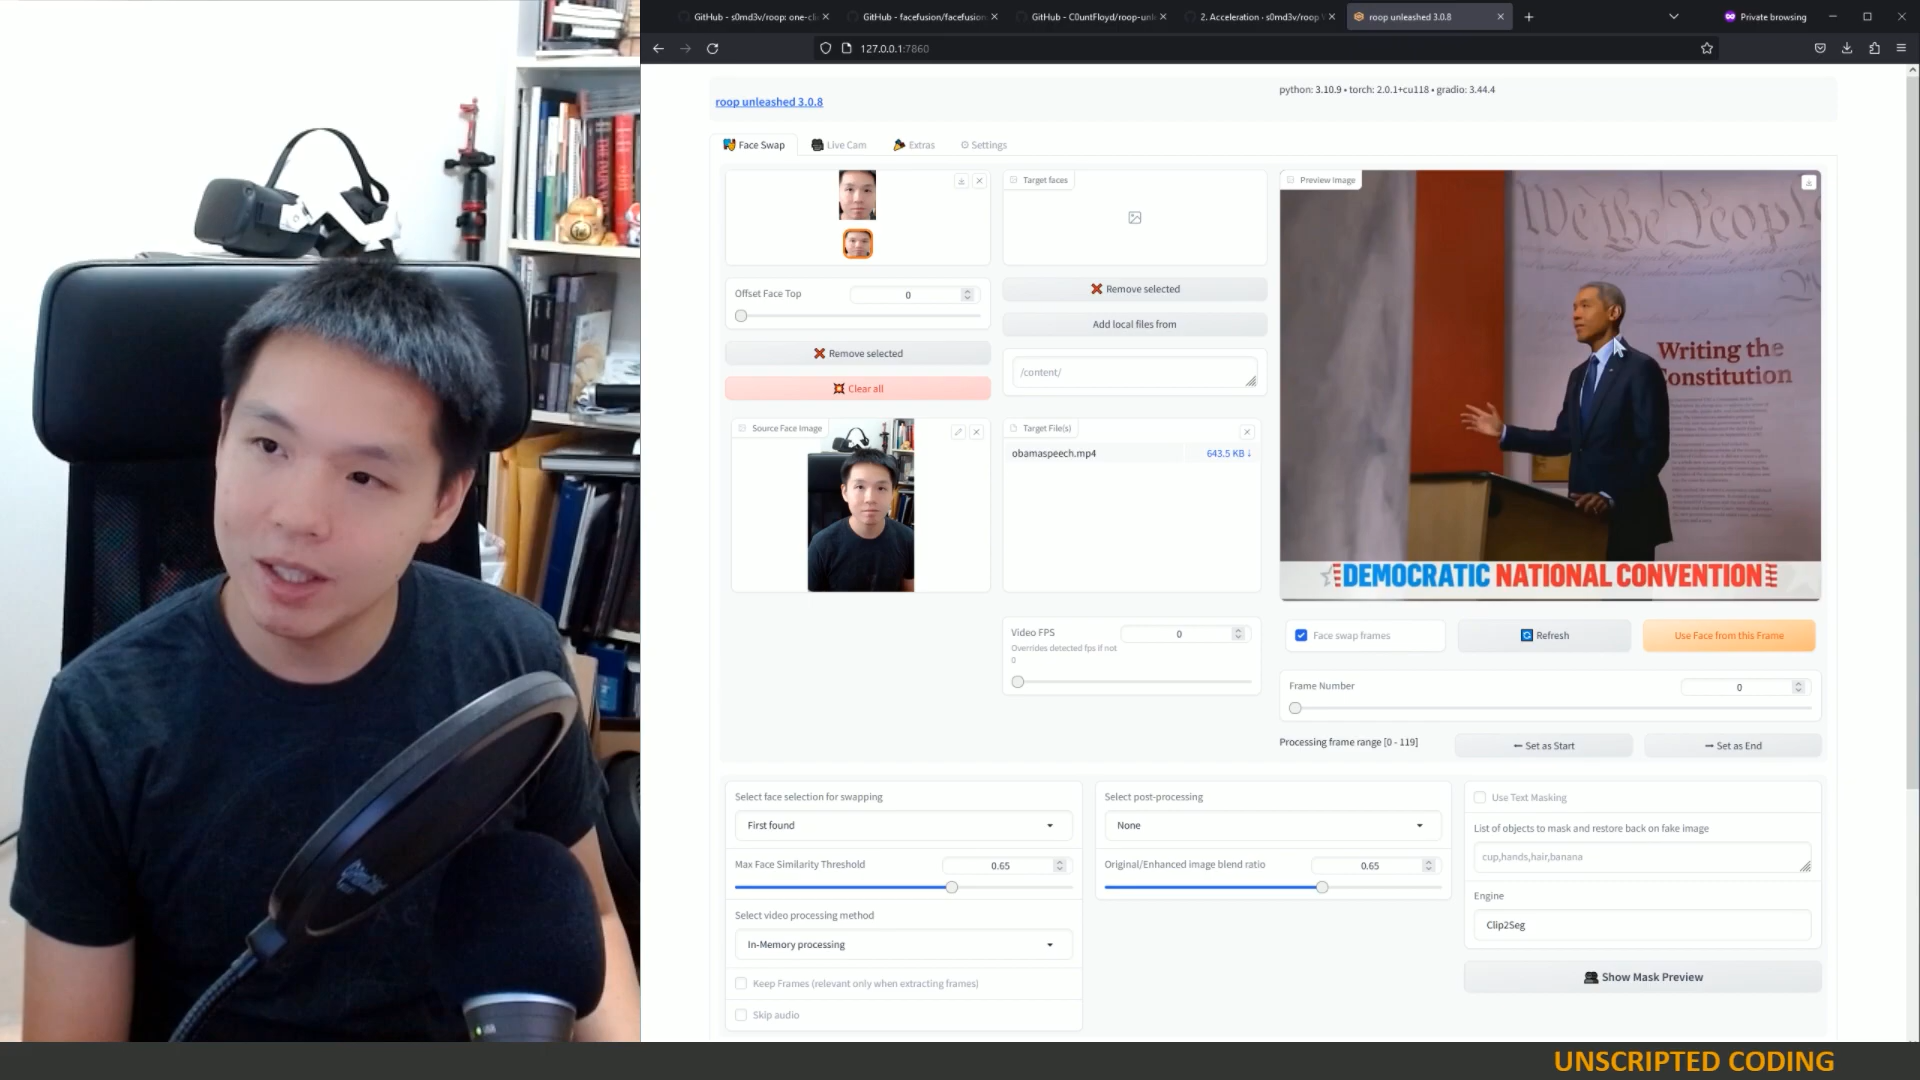 GitHub - s0md3v/roop: one-cli
GitHub - facefusion/facefusion
GitHub - C0untFloyd/roop-unl
2. Acceleration · s0md3v/roop
roop unleashed 3.0.8
Private browsing
127.0.0.1:7860
roop unleashed 3.0.8
python: 3.10.9 • torch: 2.0.1+cu118 • gradio: 3.44.4
Face Swap
Live Cam
Extras
Settings
Target faces
Preview Image
We the People
Offset Face Top
0
Remove selected
Add local files from
Remove selected
/content/
Clear all
Writing the
Constitution
Source Face Image
Target File(s)
obamaspeech.mp4
643.5 KB ↓
DEMOCRATIC NATIONAL CONVENTION
Video FPS
0
Overrides detected fps if not
0
Face swap frames
Refresh
Use Face from this Frame
Frame Number
0
Processing frame range [0 - 119]
← Set as Start
→ Set as End
Select face selection for swapping
First found
Max Face Similarity Threshold
0.65
Select video processing method
In-Memory processing
Keep Frames (relevant only when extracting frames)
Skip audio
Select post-processing
None
Original/Enhanced image blend ratio
0.65
Use Text Masking
List of objects to mask and restore back on fake image
cup,hands,hair,banana
Engine
Clip2Seg
Show Mask Preview
UNSCRIPTED CODING